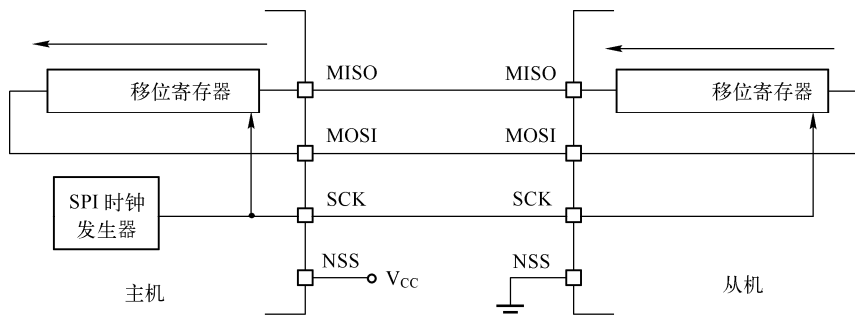 MISO
MISO
移位寄存器
移位寄存器
MOSI
MOSI
SPI 时钟
发生器
SCK
SCK
NSS
VCC
NSS
主机
从机